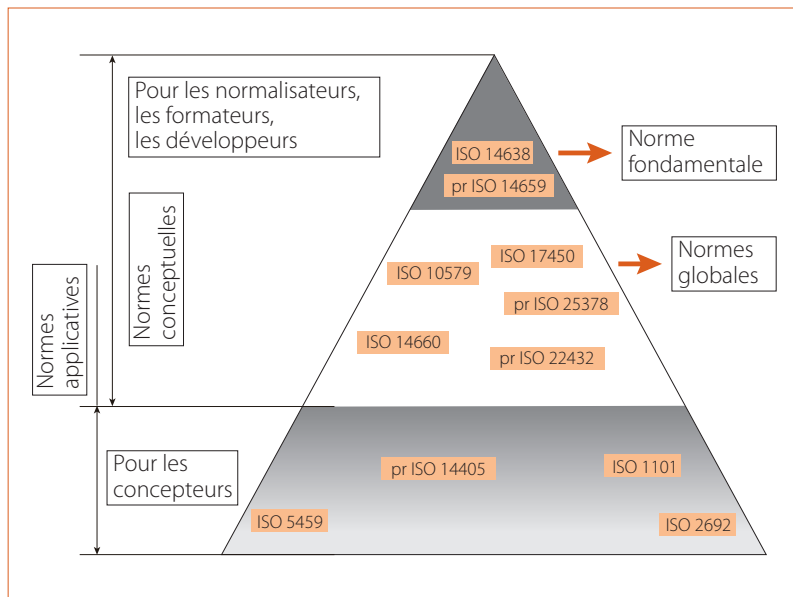 Pour les normalisateurs,
les formateurs,
les développeurs
ISO 14638
pr ISO 14659
Norme
fondamentale
Normes
conceptuelles
ISO 17450
ISO 10579
pr ISO 25378
ISO 14660
pr ISO 22432
Normes
globales
Normes
applicatives
Pour les
concepteurs
pr ISO 14405
ISO 1101
ISO 5459
ISO 2692